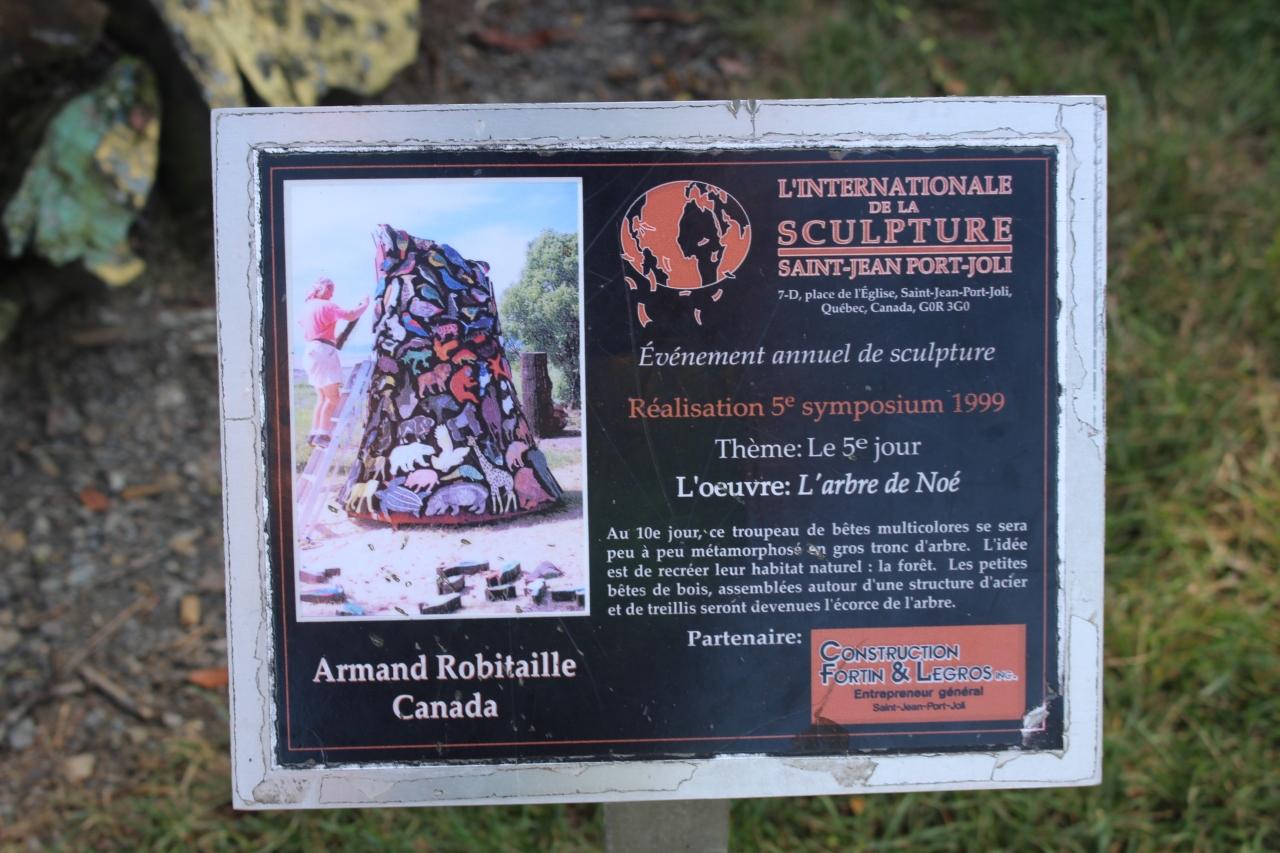 L'INTERNATIONALE
DE LA
SCULPTURE
SAINT-JEAN PORT-JOLI
7-D, place de l'Église, Saint-Jean-Port-Joli,
Québec, Canada, G0R 3G0
Événement annuel de sculpture
Réalisation 5e symposium 1999
Thème: Le 5e jour
L'oeuvre: L'arbre de Noé
Au 10e jour, ce troupeau de bêtes multicolores se sera
peu à peu métamorphosé en gros tronc d'arbre. L'idée
est de recréer leur habitat naturel : la forêt. Les petites
bêtes de bois, assemblées autour d'une structure d'acier
et de treillis seront devenues l'écorce de l'arbre.
Partenaire:
CONSTRUCTION
FORTIN & LEGROS INC.
Entrepreneur général
Saint-Jean-Port-Joli
Armand Robitaille
Canada